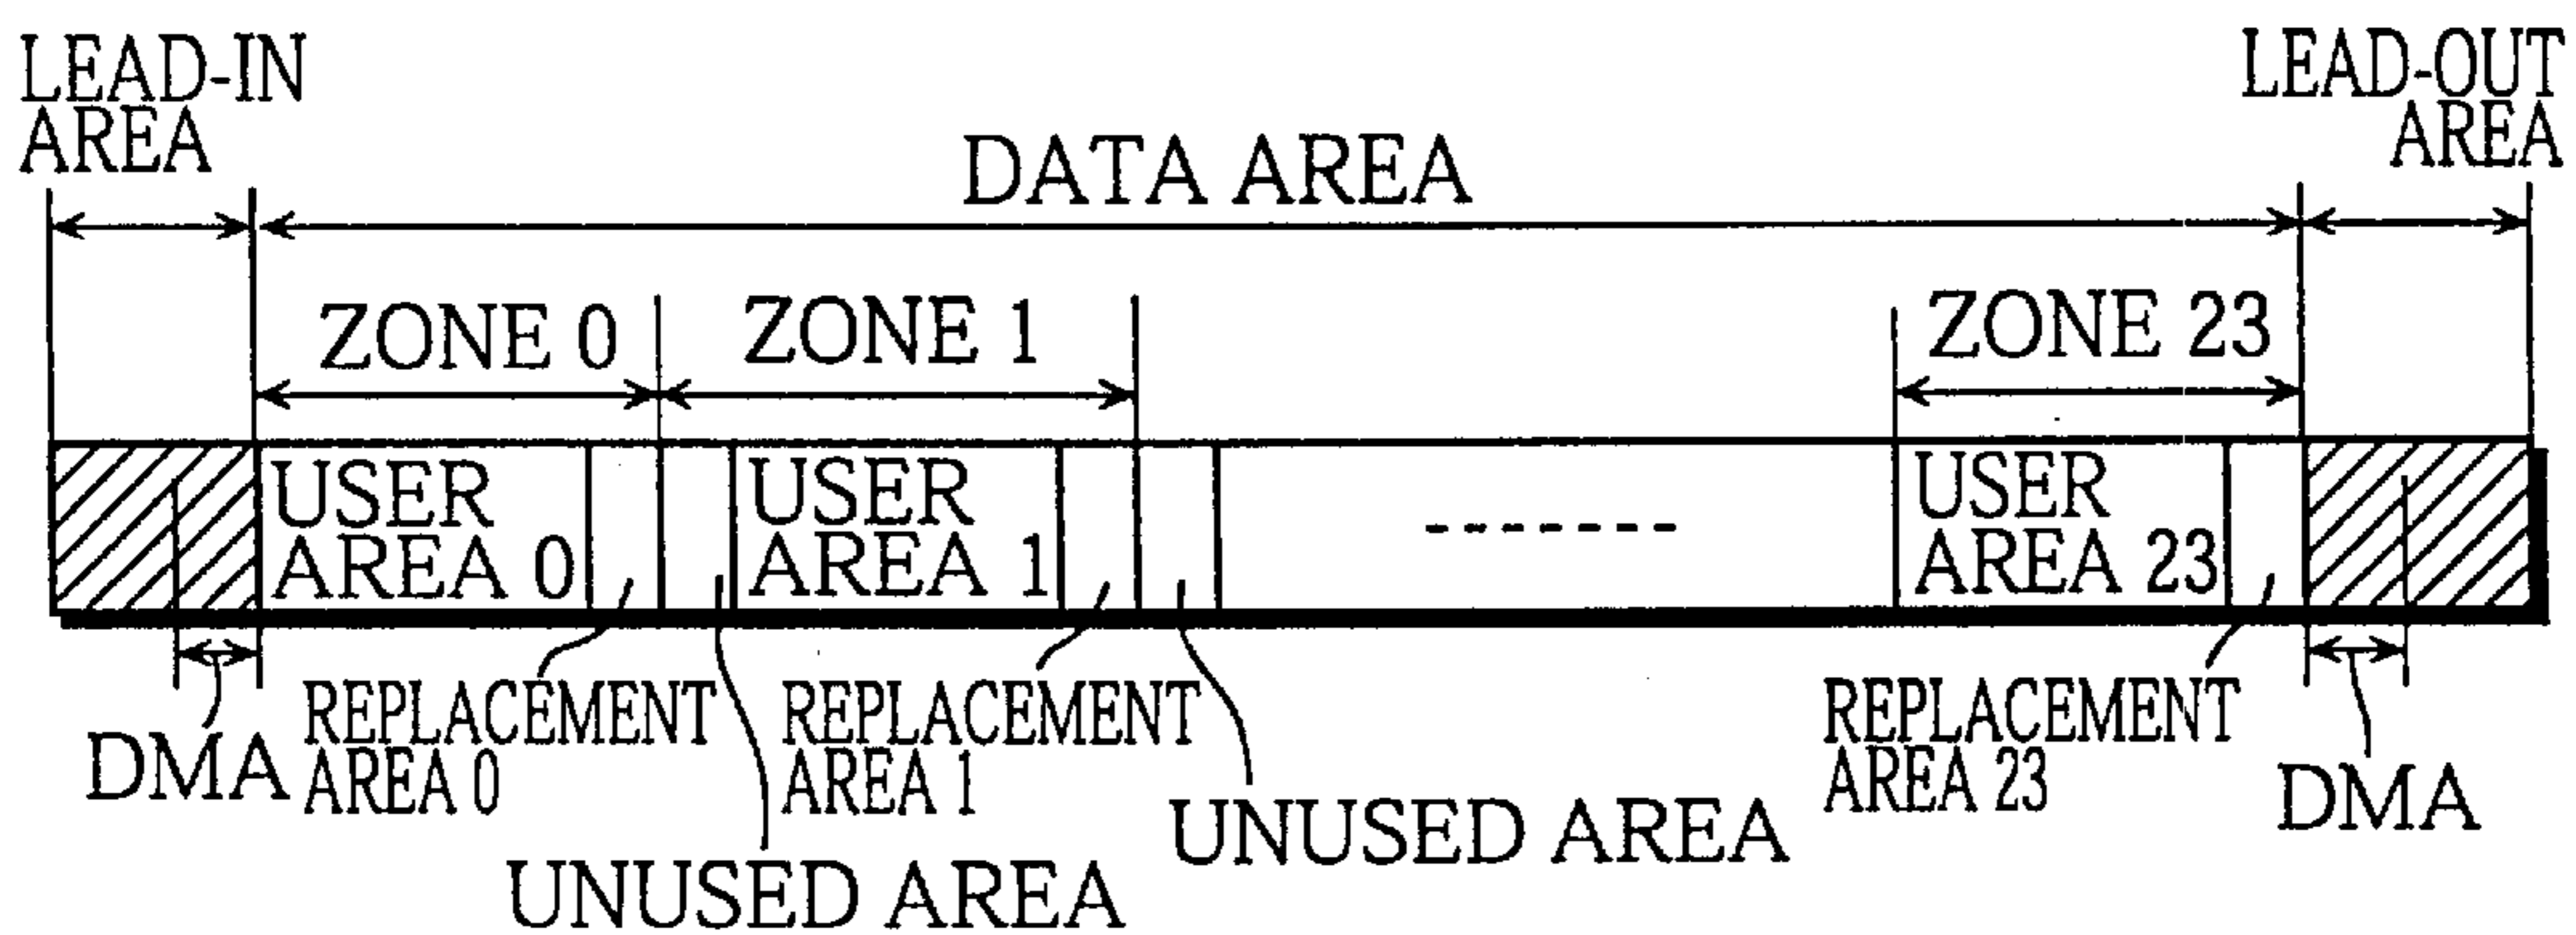 LEAD-IN
AREA
LEAD-OUT
AREA
DATA AREA
ZONE 0
ZONE 1
ZONE 23
USER
AREA 0
USER
AREA 1
USER
AREA 23
DMA
REPLACEMENT
AREA 0
UNUSED AREA
REPLACEMENT
AREA 1
UNUSED AREA
REPLACEMENT
AREA 23
DMA